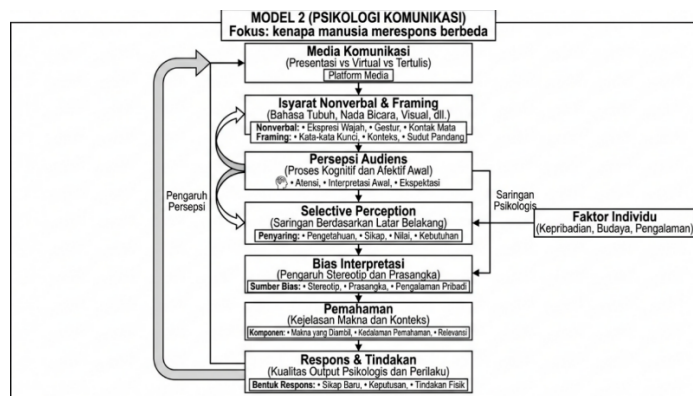 MODEL 2 (PSIKOLOGI KOMUNIKASI)
Fokus: kenapa manusia merespons berbeda
Media Komunikasi
(Presentasi vs Virtual vs Tertulis)
Platform Media
Isyarat Nonverbal & Framing
(Bahasa Tubuh, Nada Bicara, Visual, dll.)
Nonverbal: • Ekspresi Wajah, • Gestur, • Kontak Mata
Framing: • Kata-kata Kunci, • Konteks, • Sudut Pandang
Persepsi Audiens
(Proses Kognitif dan Afektif Awal)
• Atensi, • Interpretasi Awal, • Ekspektasi
Pengaruh
Persepsi
Saringan
Psikologis
Selective Perception
(Saringan Berdasarkan Latar Belakang)
Penyaring: • Pengetahuan, • Sikap, • Nilai, • Kebutuhan
Faktor Individu
(Kepribadian, Budaya, Pengalaman)
Bias Interpretasi
(Pengaruh Stereotip dan Prasangka)
Sumber Bias: • Stereotip, • Prasangka, • Pengalaman Pribadi
Pemahaman
(Kejelasan Makna dan Konteks)
Komponen: • Makna yang Diambil, • Kedalaman Pemahaman, • Relevansi
Respons & Tindakan
(Kualitas Output Psikologis dan Perilaku)
Bentuk Respons: • Sikap Baru, • Keputusan, • Tindakan Fisik